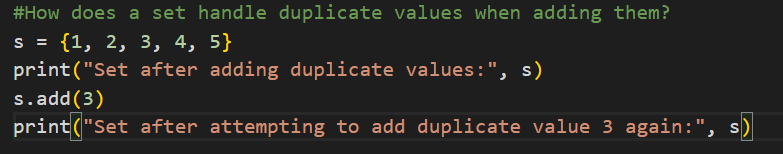 #How does a set handle duplicate values when adding them?
s.= {1, 2, 3, 4, 5}
print("Set after adding duplicate values:", s)
s.add(3)
print("Set after attempting to add duplicate value 3 again:", s)